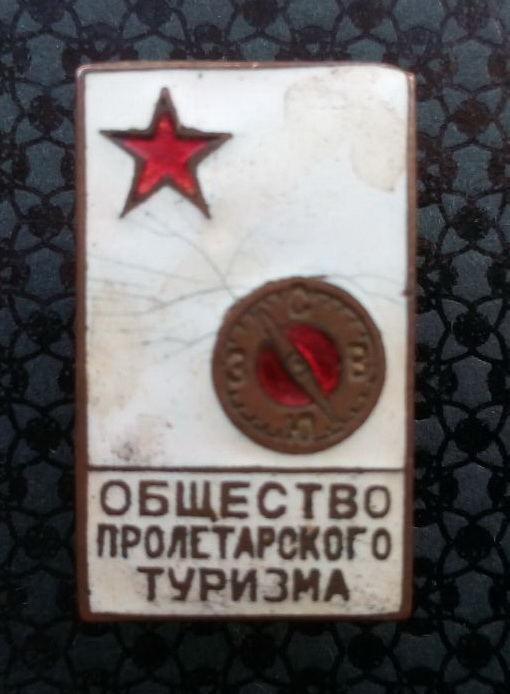 С
З В
Ю
ОБЩЕСТВО
ПРОЛЕТАРСКОГО
ТУРИЗМА